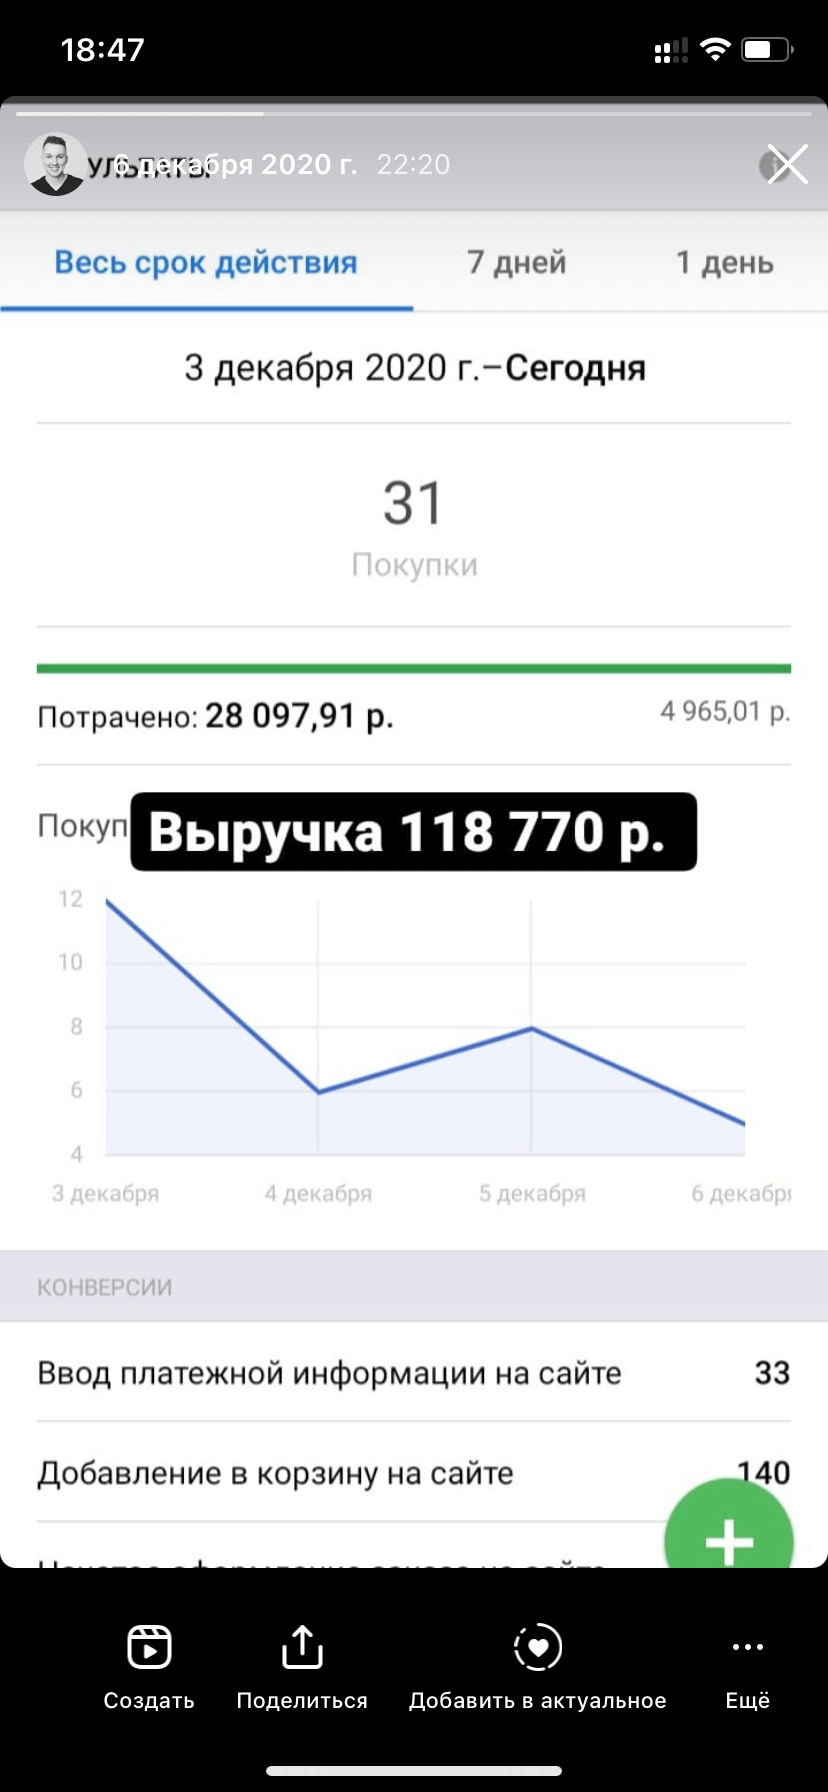 18:47
6 декабря 2020 г. 22:20
Весь срок действия 7 дней 1 день
3 декабря 2020 г.–Сегодня
31
Покупки
Потрачено: 28 097,91 р. 4 965,01 р.
Выручка 118 770 р.
12
10
8
6
4
3 декабря 4 декабря 5 декабря 6 декабря
КОНВЕРСИИ
Ввод платежной информации на сайте 33
Добавление в корзину на сайте 140
Создать Поделиться Добавить в актуальное Ещё